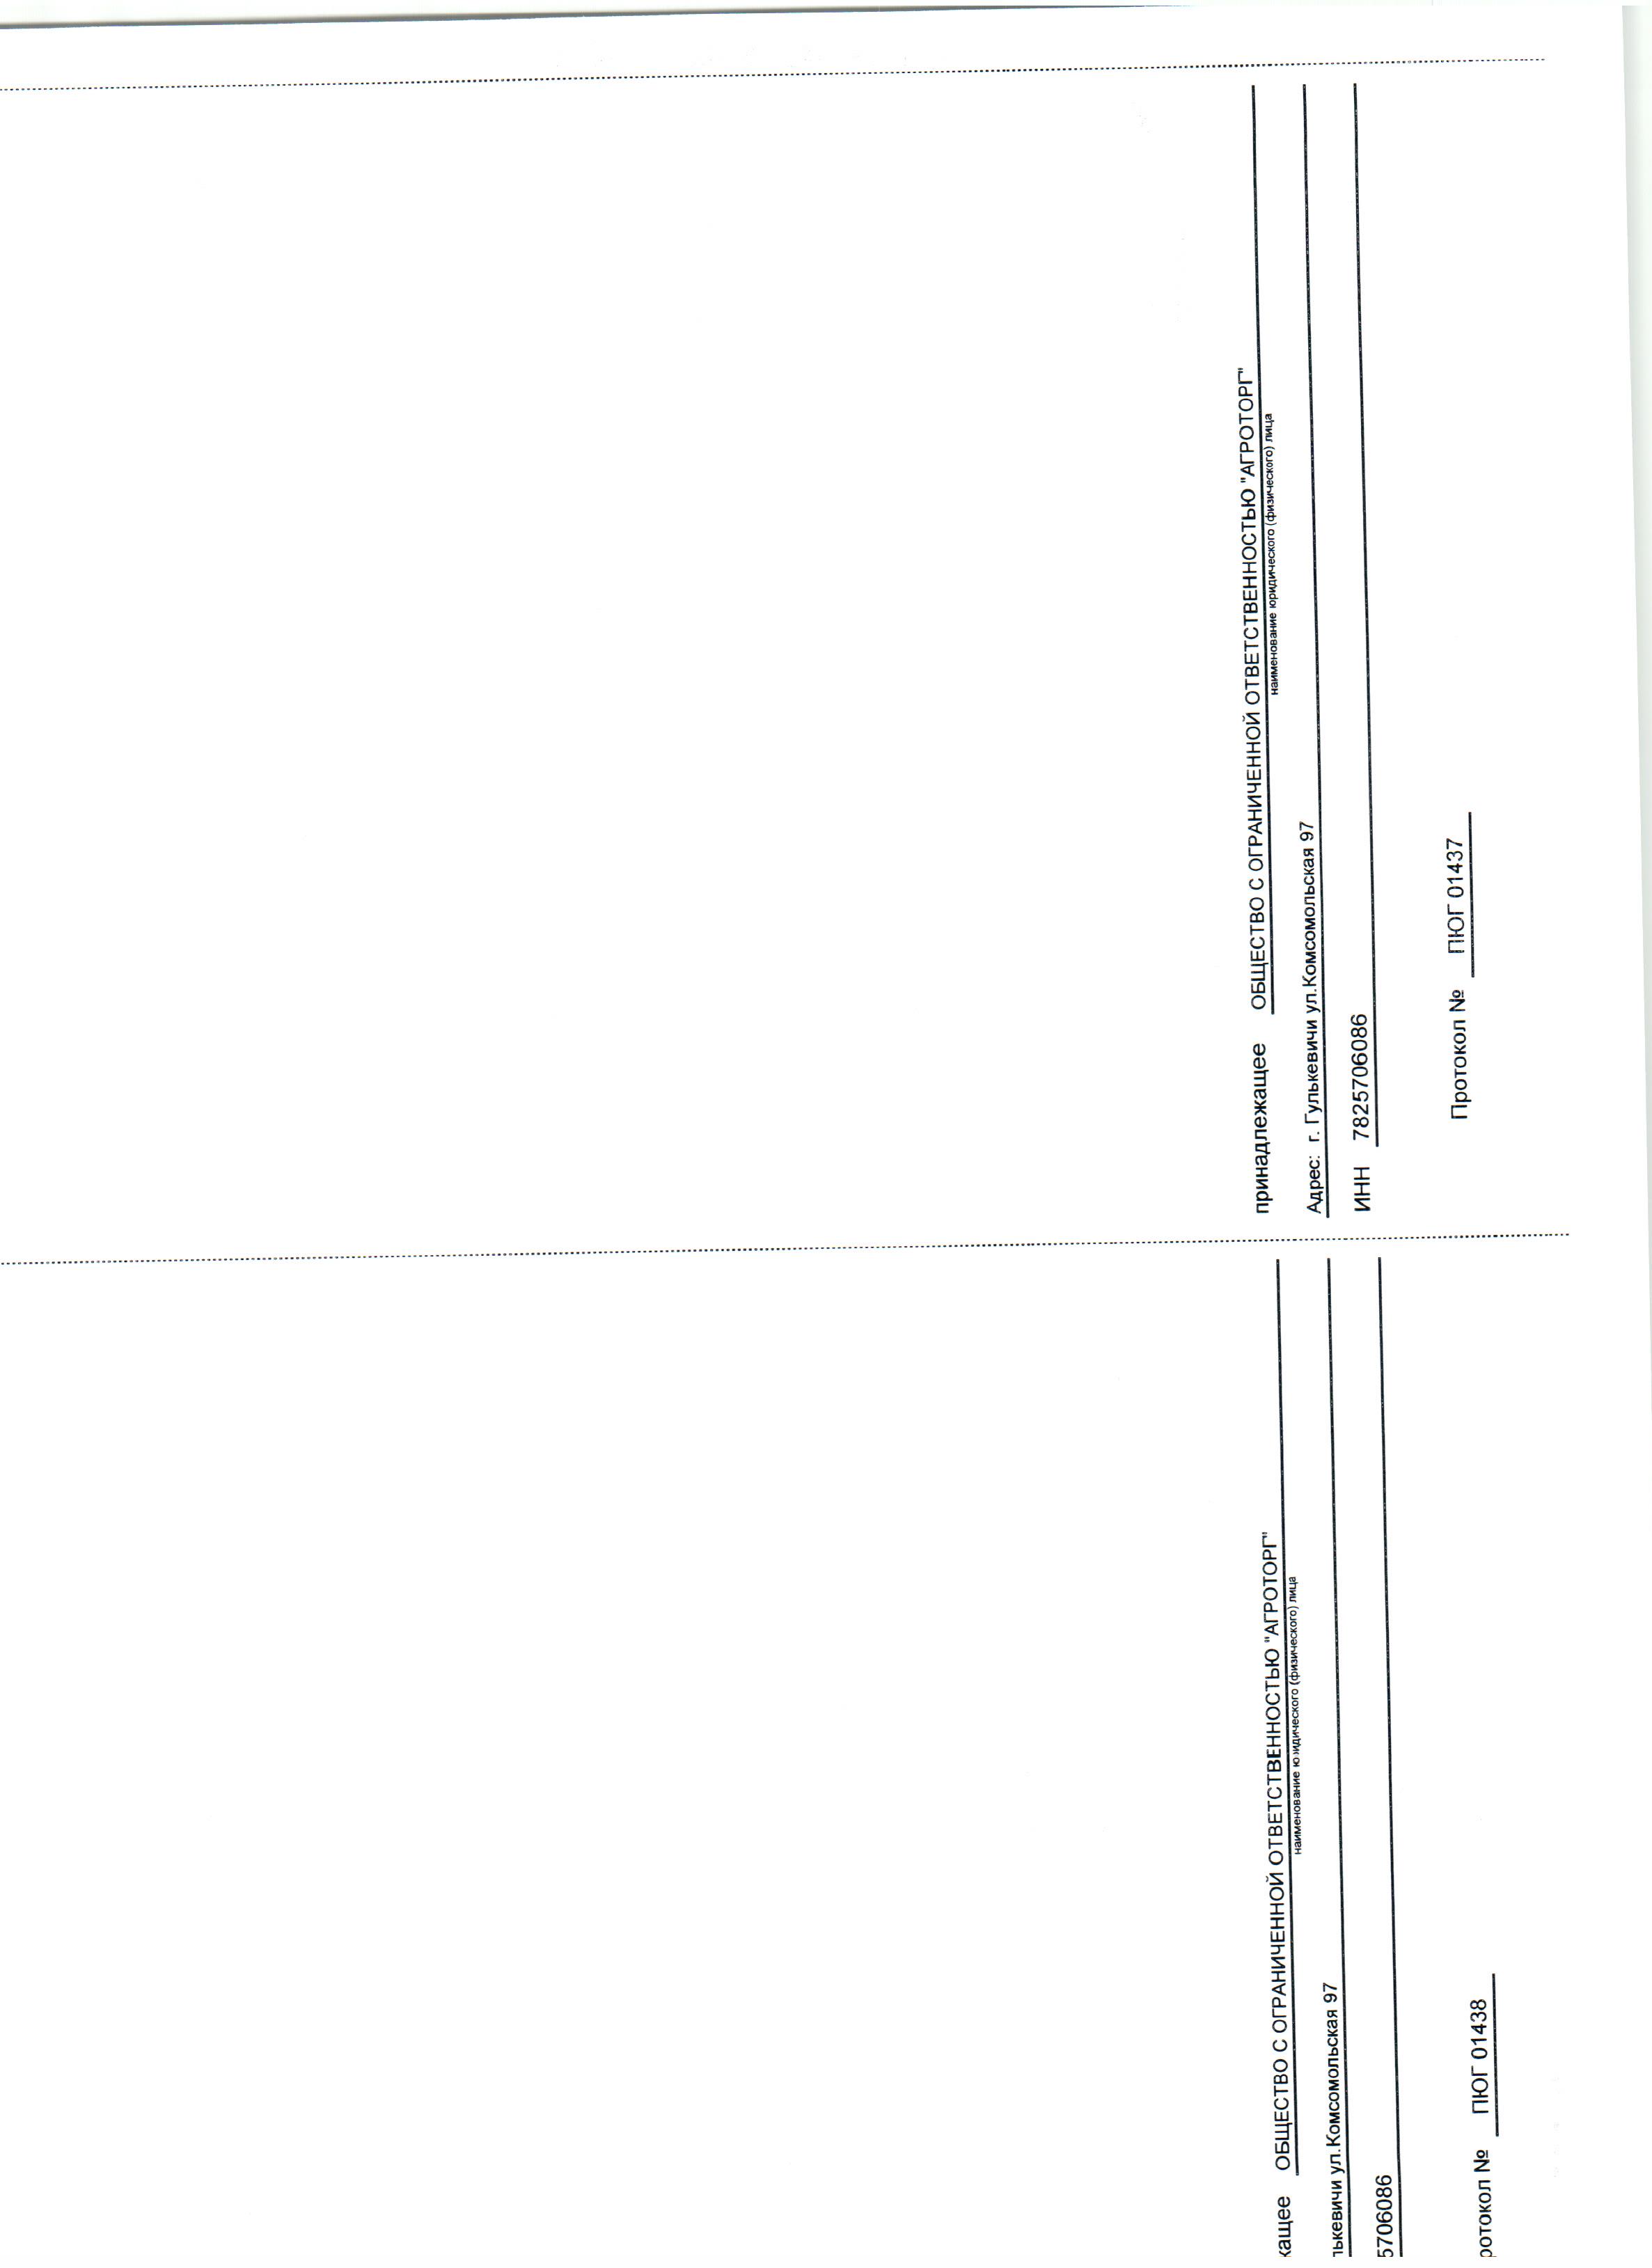 жащее ОБЩЕСТВО С ОГРАНИЧЕННОЙ ОТВЕТСТВЕННОСТЬЮ "АГРОТОРГ"
наименование юридического (физического) лица
лькевичи ул.Комсомольская 97
5706086
ротокол № ПЮГ 01438
принадлежащее ОБЩЕСТВО С ОГРАНИЧЕННОЙ ОТВЕТСТВЕННОСТЬЮ "АГРОТОРГ"
наименование юридического (физического) лица
Адрес: г. Гулькевичи ул.Комсомольская 97
ИНН 7825706086
Протокол № ПЮГ 01437